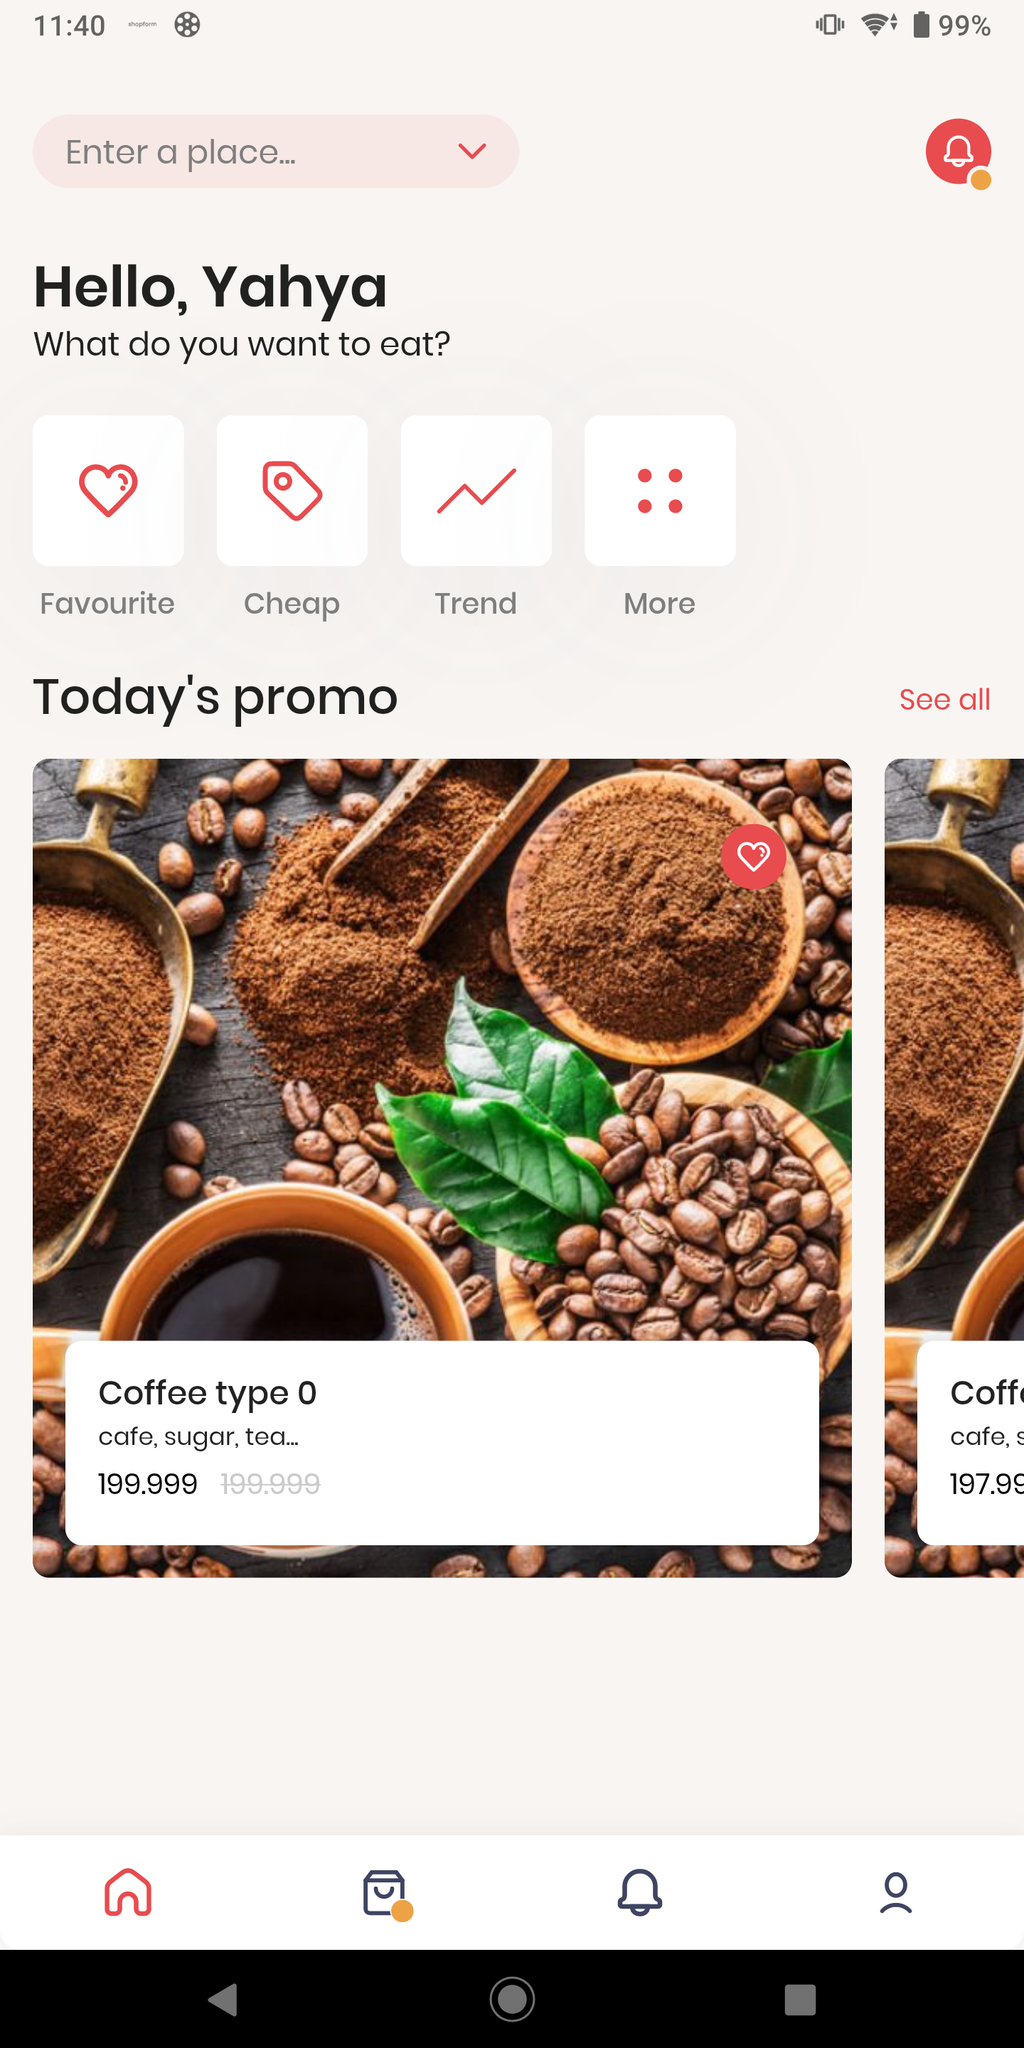 11:40 shopform 99%
Enter a place...
Hello, Yahya
What do you want to eat?
Favourite Cheap Trend More
Today's promo See all
Coffee type 0 Coff
cafe, sugar, tea... cafe, s
199.999 199.999 197.99